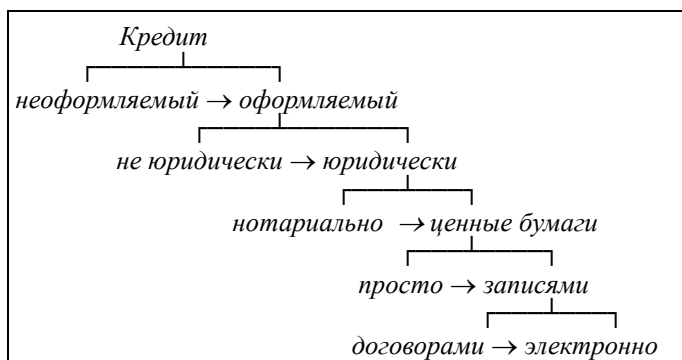 Кредит
неоформляемый → оформляемый
не юридически → юридически
нотариально → ценные бумаги
просто → записями
договорами → электронно